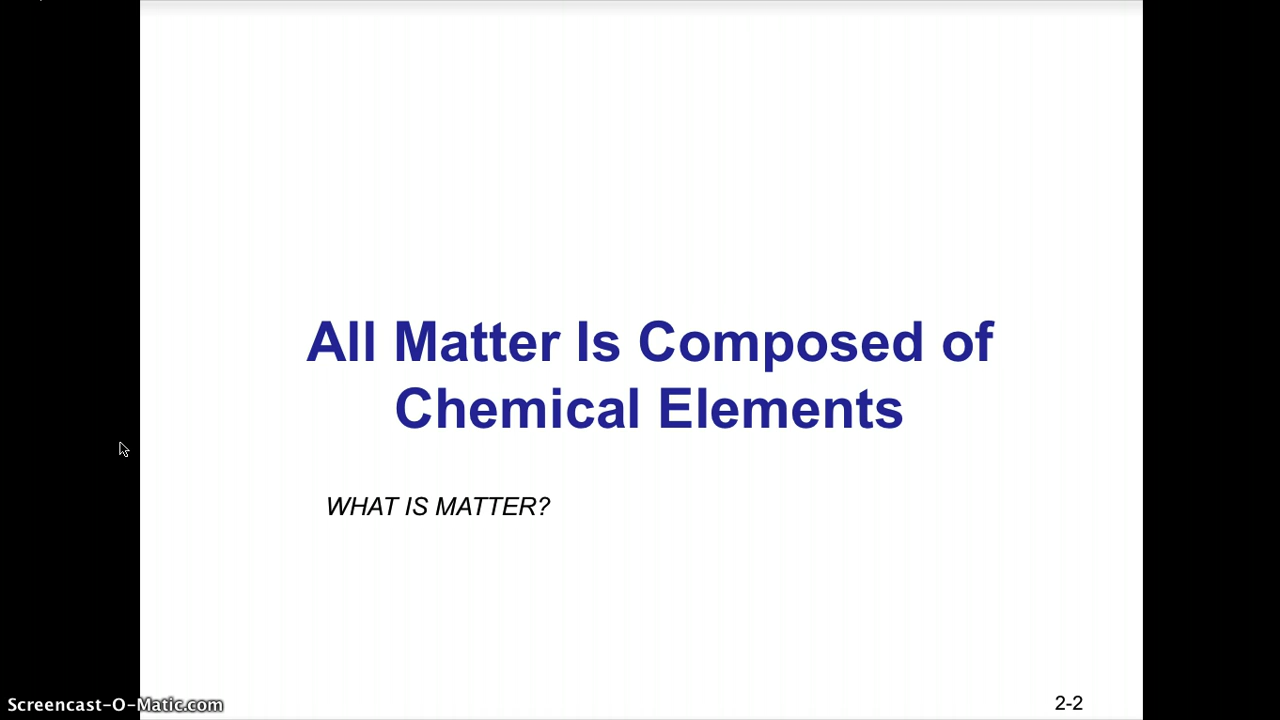 All Matter Is Composed of
Chemical Elements
WHAT IS MATTER?
2-2
Screencast-O-Matic.com